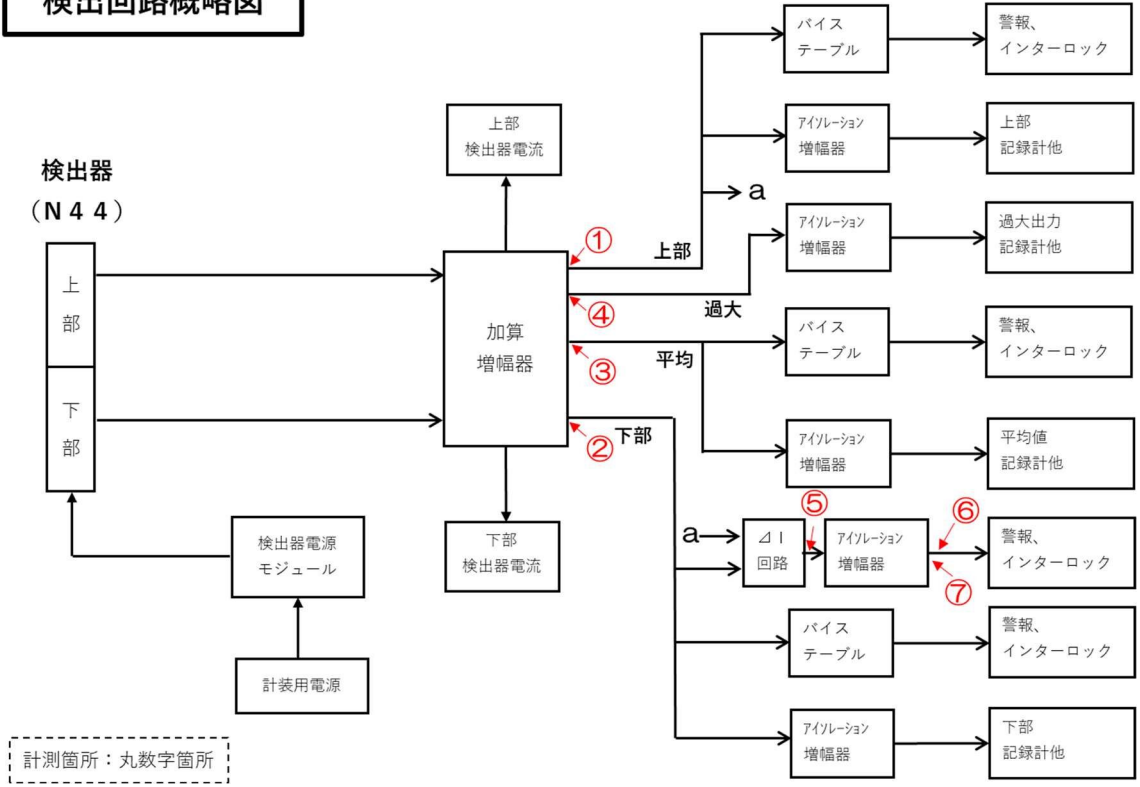 検出回路概略図
検出器
(N44)
上
部
下
部
検出器電源
モジュール
計装用電源
計測箇所：丸数字箇所
上部
検出器電流
加算
増幅器
下部
検出器電流
①
上部
④
過大
③
平均
②
下部
a
バイス
テーブル
警報、
インターロック
アイソレーション
増幅器
上部
記録計他
アイソレーション
増幅器
過大出力
記録計他
バイス
テーブル
警報、
インターロック
アイソレーション
増幅器
平均値
記録計他
a
⊿I
回路
⑤
アイソレーション
増幅器
⑥
⑦
警報、
インターロック
バイス
テーブル
警報、
インターロック
アイソレーション
増幅器
下部
記録計他